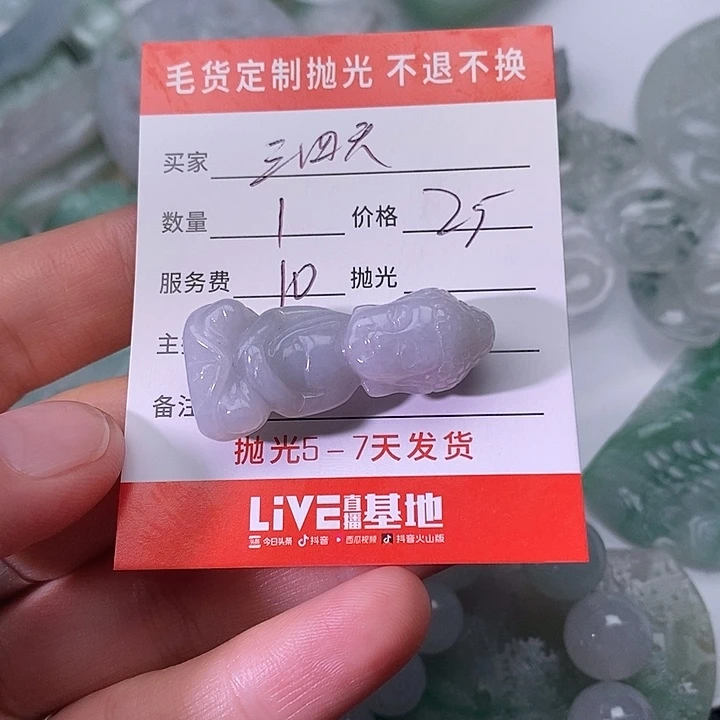 毛货定制抛光 不退不换
买家 三四天
数量 1 价格 25
服务费 10 抛光
主
备注
抛光5-7天发货
LiVE直播基地
头条 今日头条 抖音 西瓜视频 抖音火山版